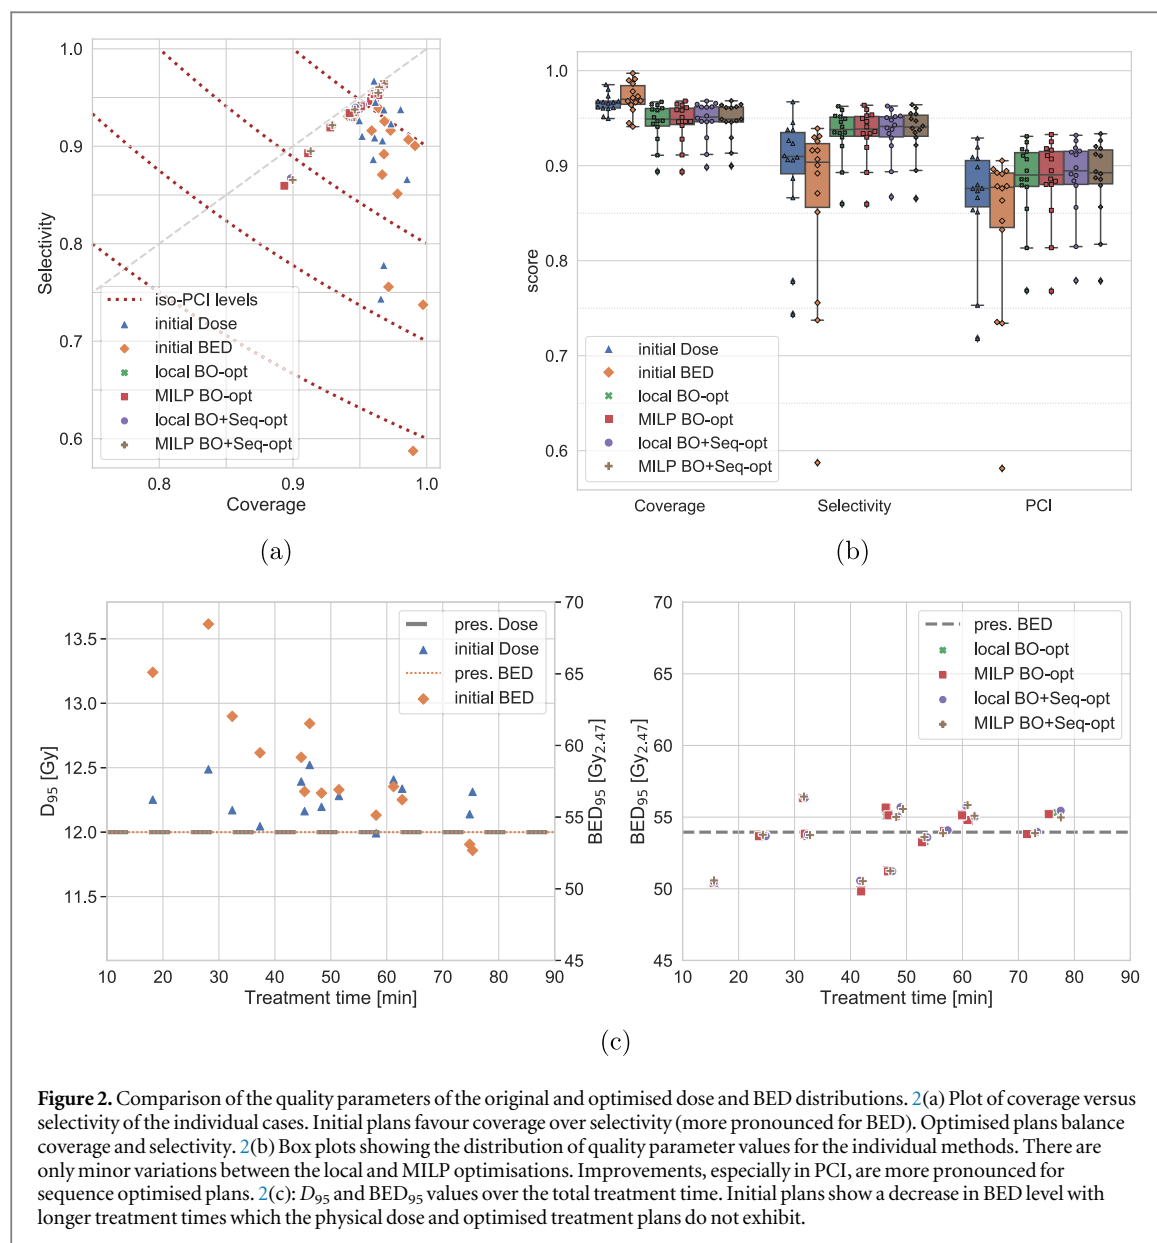 1.0
0.9
0.8
0.7
0.6
Selectivity
iso-PCI levels
initial Dose
initial BED
local BO-opt
MILP BO-opt
local BO+Seq-opt
MILP BO+Seq-opt
0.8 0.9 1.0
Coverage
(a)
1.0
0.9
0.8
0.7
0.6
score
initial Dose
initial BED
local BO-opt
MILP BO-opt
local BO+Seq-opt
MILP BO+Seq-opt
Coverage Selectivity PCI
(b)
13.5
13.0
12.5
12.0
11.5
D95 [Gy]
pres. Dose
initial Dose
pres. BED
initial BED
70
65
60
55
50
45
BED95 [Gy2.47]
10 20 30 40 50 60 70 80 90
Treatment time [min]
70
65
60
55
50
45
BED95 [Gy2.47]
pres. BED
local BO-opt
MILP BO-opt
local BO+Seq-opt
MILP BO+Seq-opt
10 20 30 40 50 60 70 80 90
Treatment time [min]
(c)
Figure 2. Comparison of the quality parameters of the original and optimised dose and BED distributions. 2(a) Plot of coverage versus
selectivity of the individual cases. Initial plans favour coverage over selectivity (more pronounced for BED). Optimised plans balance
coverage and selectivity. 2(b) Box plots showing the distribution of quality parameter values for the individual methods. There are
only minor variations between the local and MILP optimisations. Improvements, especially in PCI, are more pronounced for
sequence optimised plans. 2(c): D95 and BED95 values over the total treatment time. Initial plans show a decrease in BED level with
longer treatment times which the physical dose and optimised treatment plans do not exhibit.